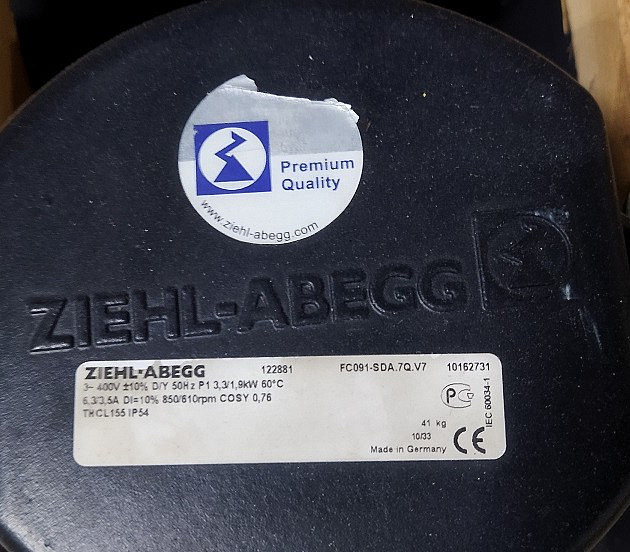 Premium
Quality
www.ziehl-abegg.com
ZIEHL-ABEGG
ZIEHL-ABEGG 122881 FC091-SDA.7Q.V7 10162731
3~ 400V ±10% D/Y 50Hz P1 3,3/1,9kW 60°C
6,3/3,5A DI=10% 850/610rpm COSY 0,76
THCL155 IP54
PC
IEC 60034-1
41 kg
10/33
Made in Germany CE